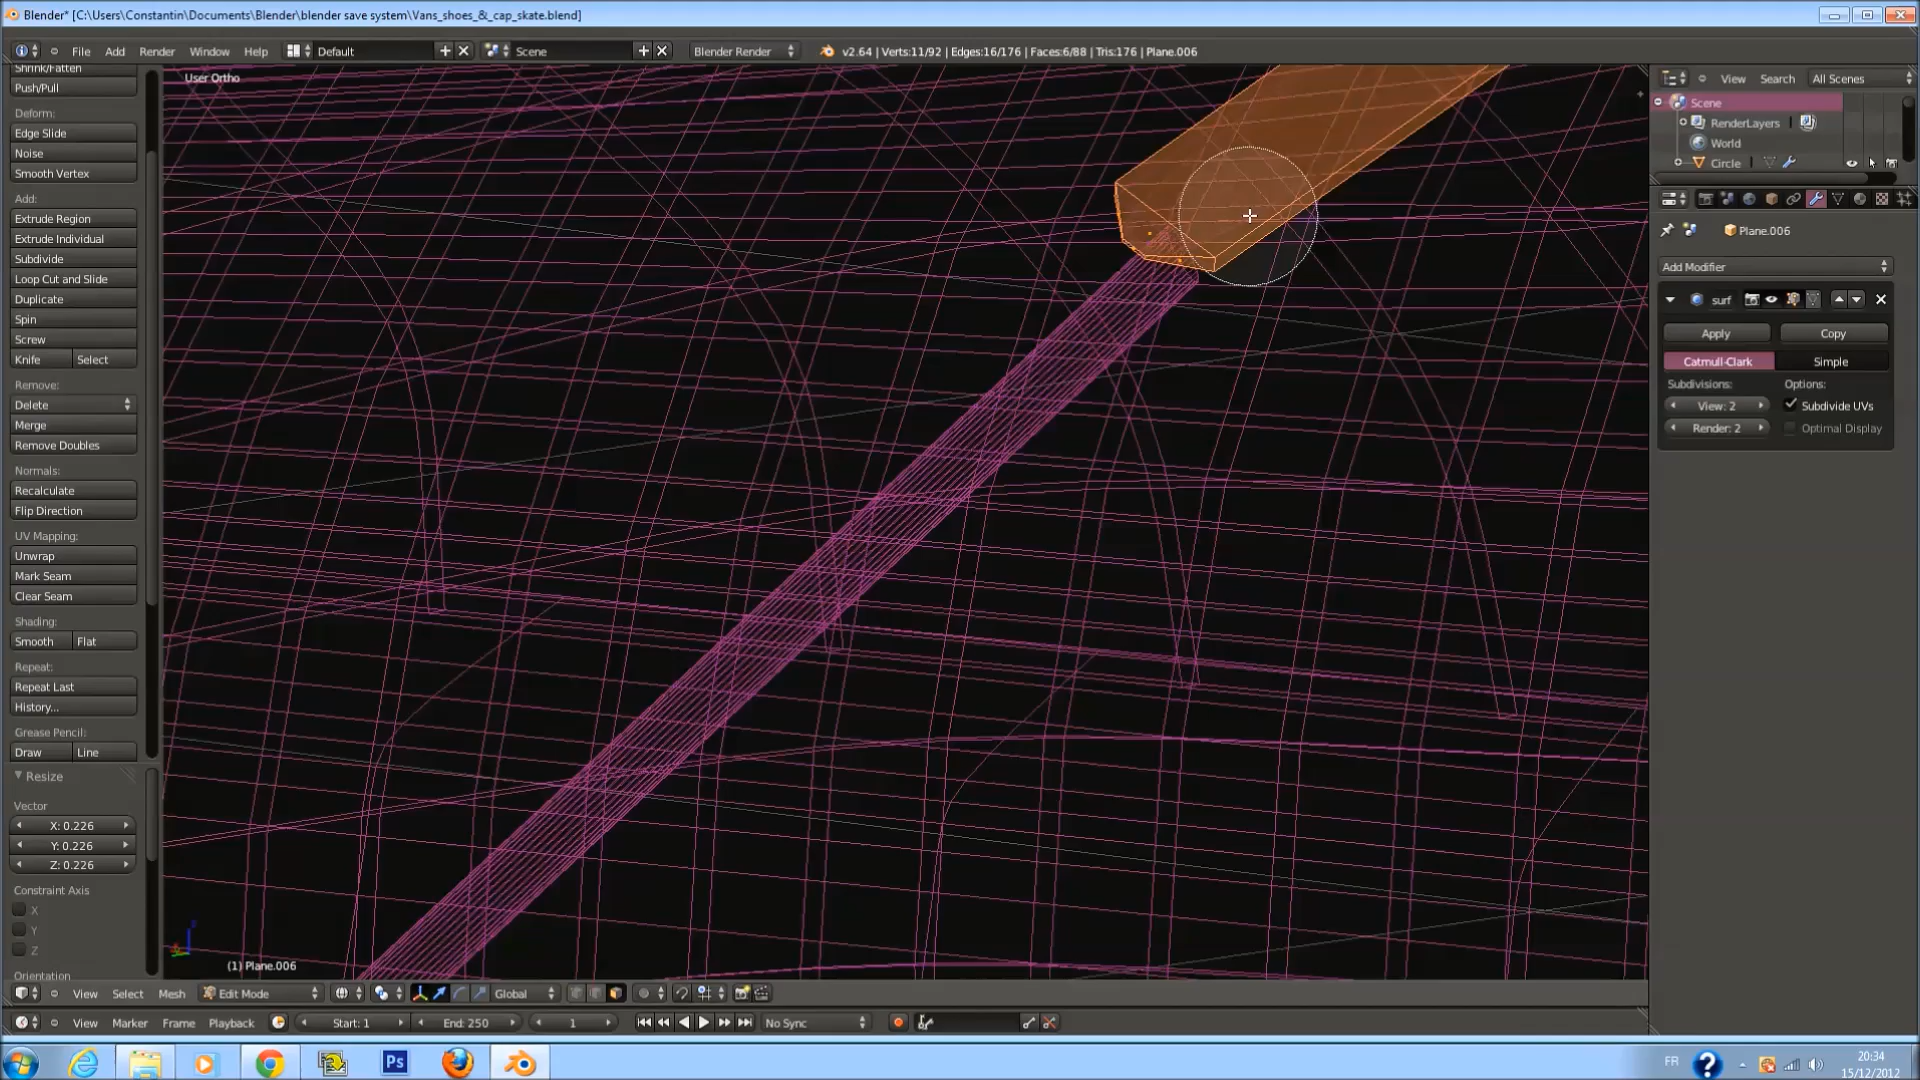 Blender* [C:\Users\Constantin\Documents\Blender\blender save system\Vans_shoes_&_cap_skate.blend]
File Add Render Window Help Default Scene Blender Render v2.64 | Verts:11/92 | Edges:16/176 | Faces:6/88 | Tris:176 | Plane.006
Shrink/Fatten
Push/Pull
Deform:
Edge Slide
Noise
Smooth Vertex
Add:
Extrude Region
Extrude Individual
Subdivide
Loop Cut and Slide
Duplicate
Spin
Screw
Knife Select
Remove:
Delete
Merge
Remove Doubles
Normals:
Recalculate
Flip Direction
UV Mapping:
Unwrap
Mark Seam
Clear Seam
Shading:
Smooth Flat
Repeat:
Repeat Last
History...
Grease Pencil:
Draw Line
Resize
Vector
X: 0.226
Y: 0.226
Z: 0.226
Constraint Axis
X
Y
Z
Orientation
User Ortho
(1) Plane.006
View Search All Scenes
Scene
RenderLayers
World
Circle
Plane.006
Add Modifier
surf
Apply Copy
Catmull-Clark Simple
Subdivisions: Options:
View: 2 Subdivide UVs
Render: 2 Optimal Display
View Select Mesh Edit Mode Global
View Marker Frame Playback Start: 1 End: 250 1 No Sync
Ps
FR
20:34
15/12/2012